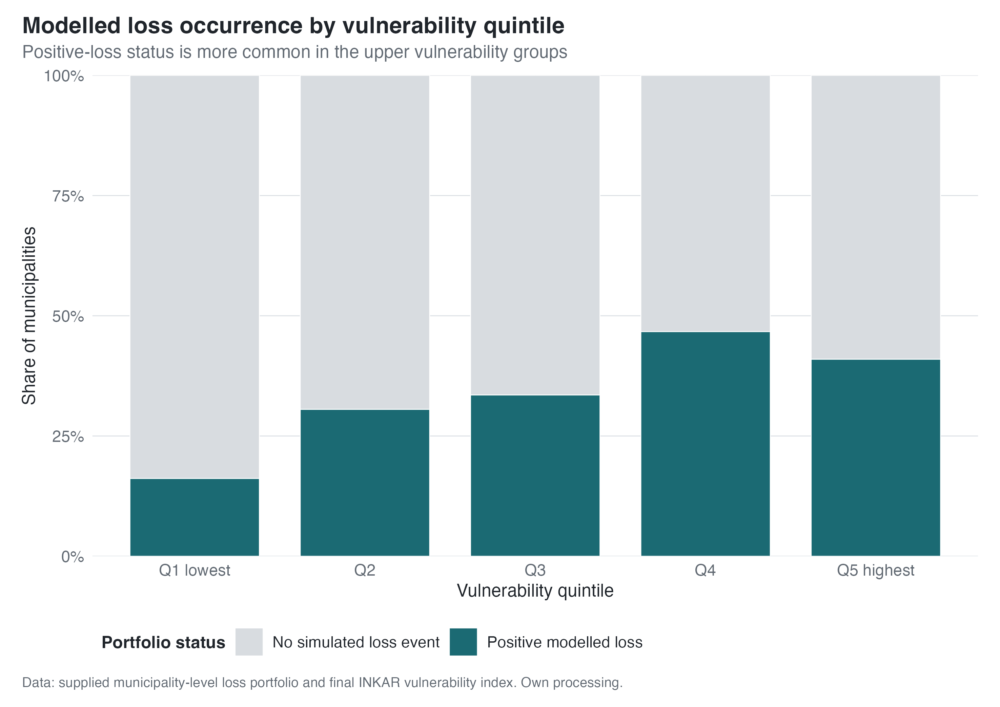 Modelled loss occurrence by vulnerability quintile
Positive-loss status is more common in the upper vulnerability groups
100%
75%
50%
25%
0%
Share of municipalities
Q1 lowest
Q2
Q3
Q4
Q5 highest
Vulnerability quintile
Portfolio status
No simulated loss event
Positive modelled loss
Data: supplied municipality-level loss portfolio and final INKAR vulnerability index. Own processing.